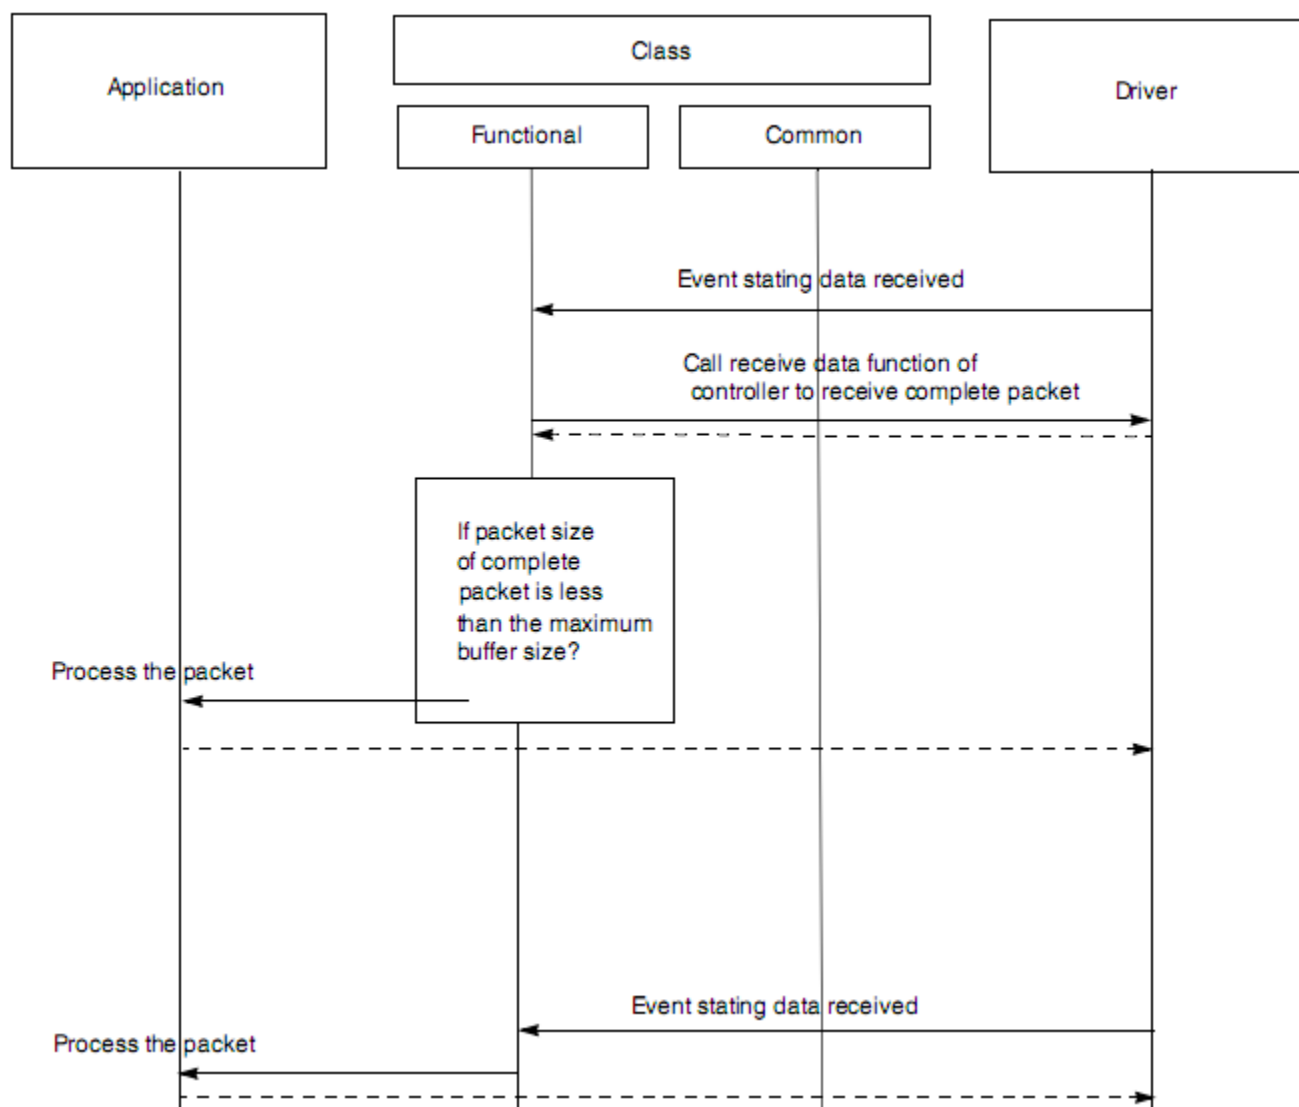 Application
Class
Driver
Functional
Common
Event stating data received
Call receive data function of
controller to receive complete packet
If packet size
of complete
packet is less
than the maximum
buffer size?
Process the packet
Event stating data received
Process the packet